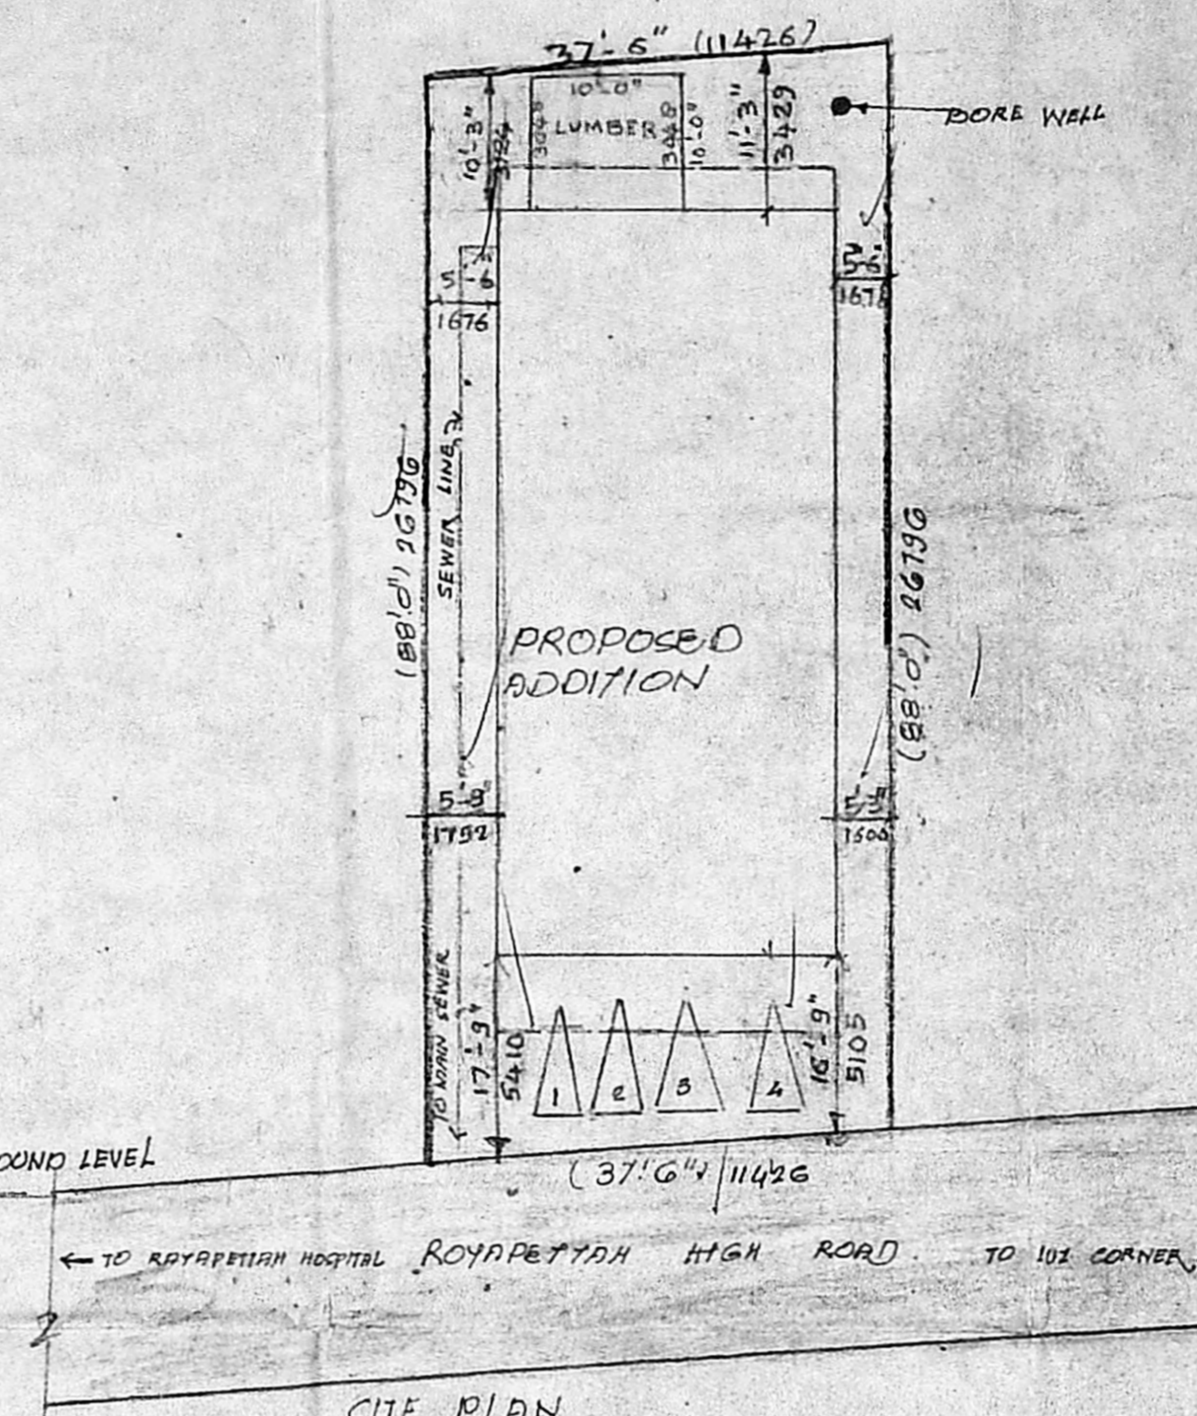 37'-6" (11426)
10'-0"
LUMBER
3048
3048
10'-0"
10'-3"
3124
11'-3"
3429
BORE WELL
5'-6"
1676
5'-6"
1676
SEWER LINE
(88'.0") 26796
(88'.0") 26796
PROPOSED
ADDITION
5'-9"
1752
5'-3"
1600
TO MAIN SEWER
17'-9"
5410
1 2 3 4
16'-9"
5105
LEVEL
(37'.6") 11426
← TO RAYAPETTAH HOSPITAL ROYAPETTAH HIGH ROAD. TO CORNER
SITE PLAN